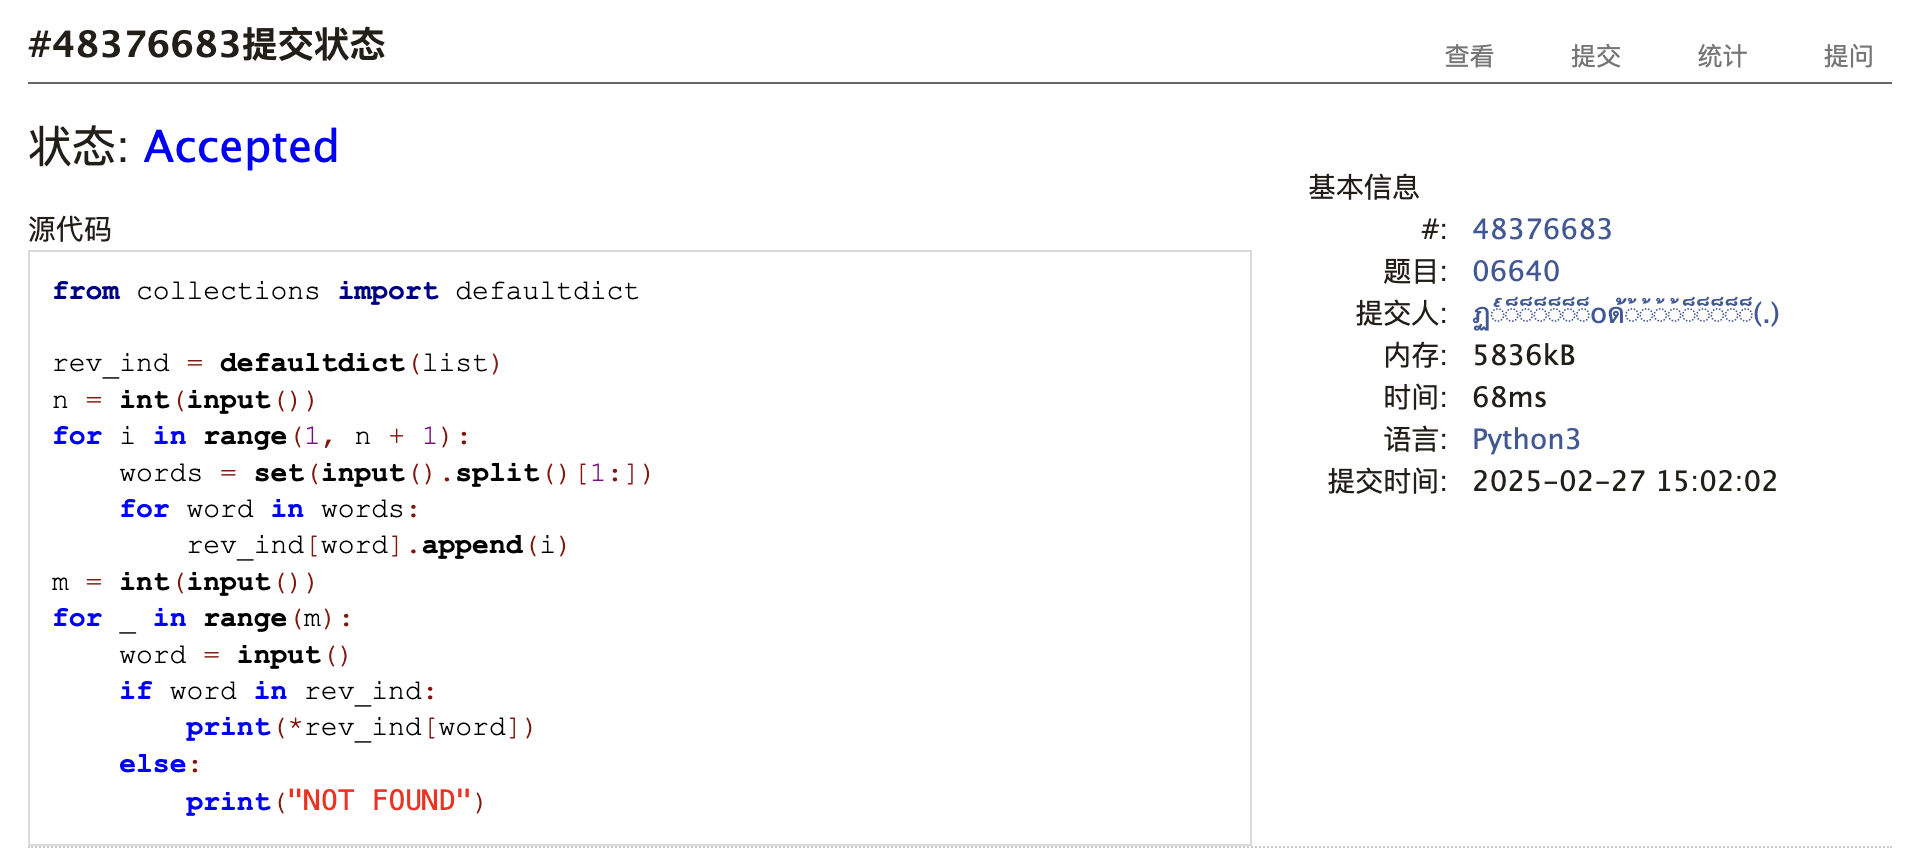 #48376683提交状态
查看 提交 统计 提问
状态: Accepted
源代码
from collections import defaultdict

rev_ind = defaultdict(list)
n = int(input())
for i in range(1, n + 1):
    words = set(input().split()[1:])
    for word in words:
        rev_ind[word].append(i)
m = int(input())
for _ in range(m):
    word = input()
    if word in rev_ind:
        print(*rev_ind[word])
    else:
        print("NOT FOUND")
基本信息
#: 48376683
题目: 06640
提交人:
内存: 5836kB
时间: 68ms
语言: Python3
提交时间: 2025-02-27 15:02:02